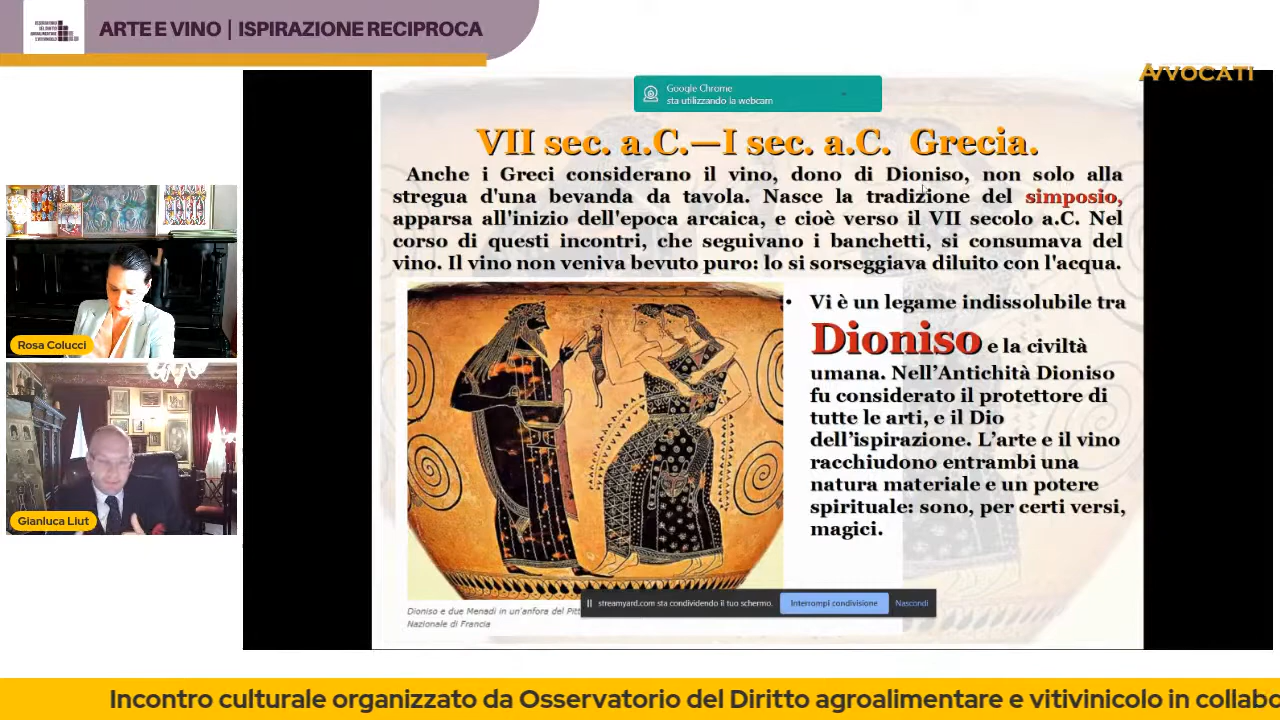 OSSERVATORIO
DEL DIRITTO
AGROALIMENTARE
E VITIVINICOLO
ARTE E VINO | ISPIRAZIONE RECIPROCA
AVVOCATI
Google Chrome
sta utilizzando la webcam
VII sec. a.C.—I sec. a.C. Grecia.
Anche i Greci considerano il vino, dono di Dioniso, non solo alla
stregua d'una bevanda da tavola. Nasce la tradizione del simposio,
apparsa all'inizio dell'epoca arcaica, e cioè verso il VII secolo a.C. Nel
corso di questi incontri, che seguivano i banchetti, si consumava del
vino. Il vino non veniva bevuto puro: lo si sorseggiava diluito con l'acqua.
• Vi è un legame indissolubile tra
Dioniso e la civiltà
umana. Nell'Antichità Dioniso
fu considerato il protettore di
tutte le arti, e il Dio
dell'ispirazione. L'arte e il vino
racchiudono entrambi una
natura materiale e un potere
spirituale: sono, per certi versi,
magici.
Dioniso e due Menadi in un'anfora del Pitt
Nazionale di Francia
streamyard.com sta condividendo il tuo schermo.
Interrompi condivisione
Nascondi
Rosa Colucci
Gianluca Liut
Incontro culturale organizzato da Osservatorio del Diritto agroalimentare e vitivinicolo in collabo